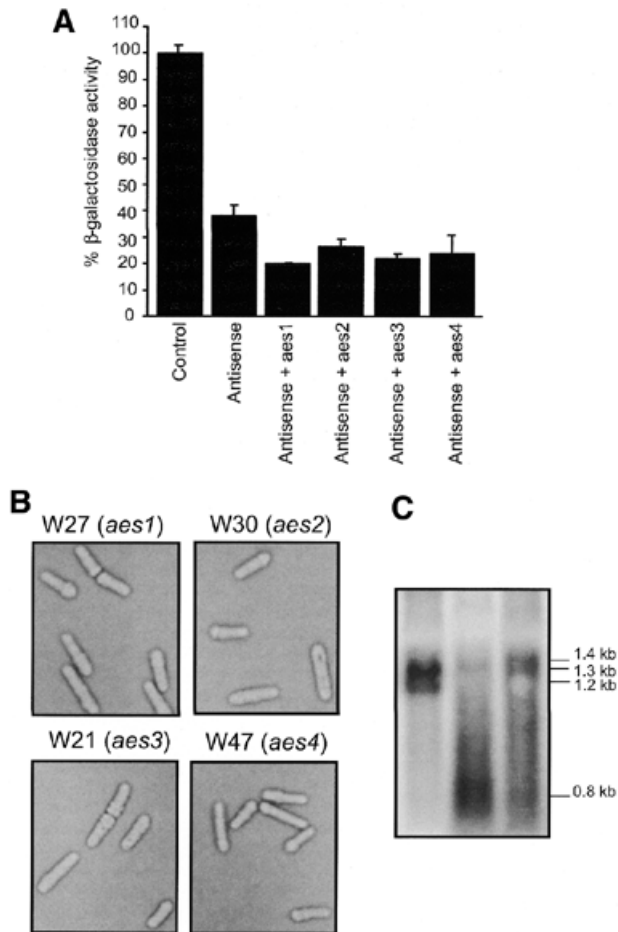 A
% β-galactosidase activity
110
100
90
80
70
60
50
40
30
20
10
0
Control
Antisense
Antisense + aes1
Antisense + aes2
Antisense + aes3
Antisense + aes4
B
W27 (aes1)
W30 (aes2)
W21 (aes3)
W47 (aes4)
C
1.4 kb
1.3 kb
1.2 kb
0.8 kb